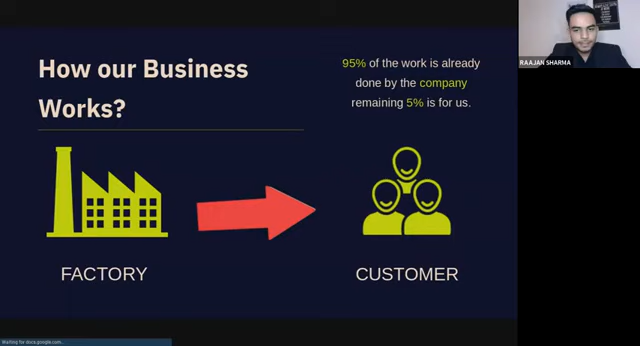 How our Business
Works?
95% of the work is already
done by the company
remaining 5% is for us.
FACTORY
CUSTOMER
RAAJAN SHARMA
Waiting for docs.google.com...